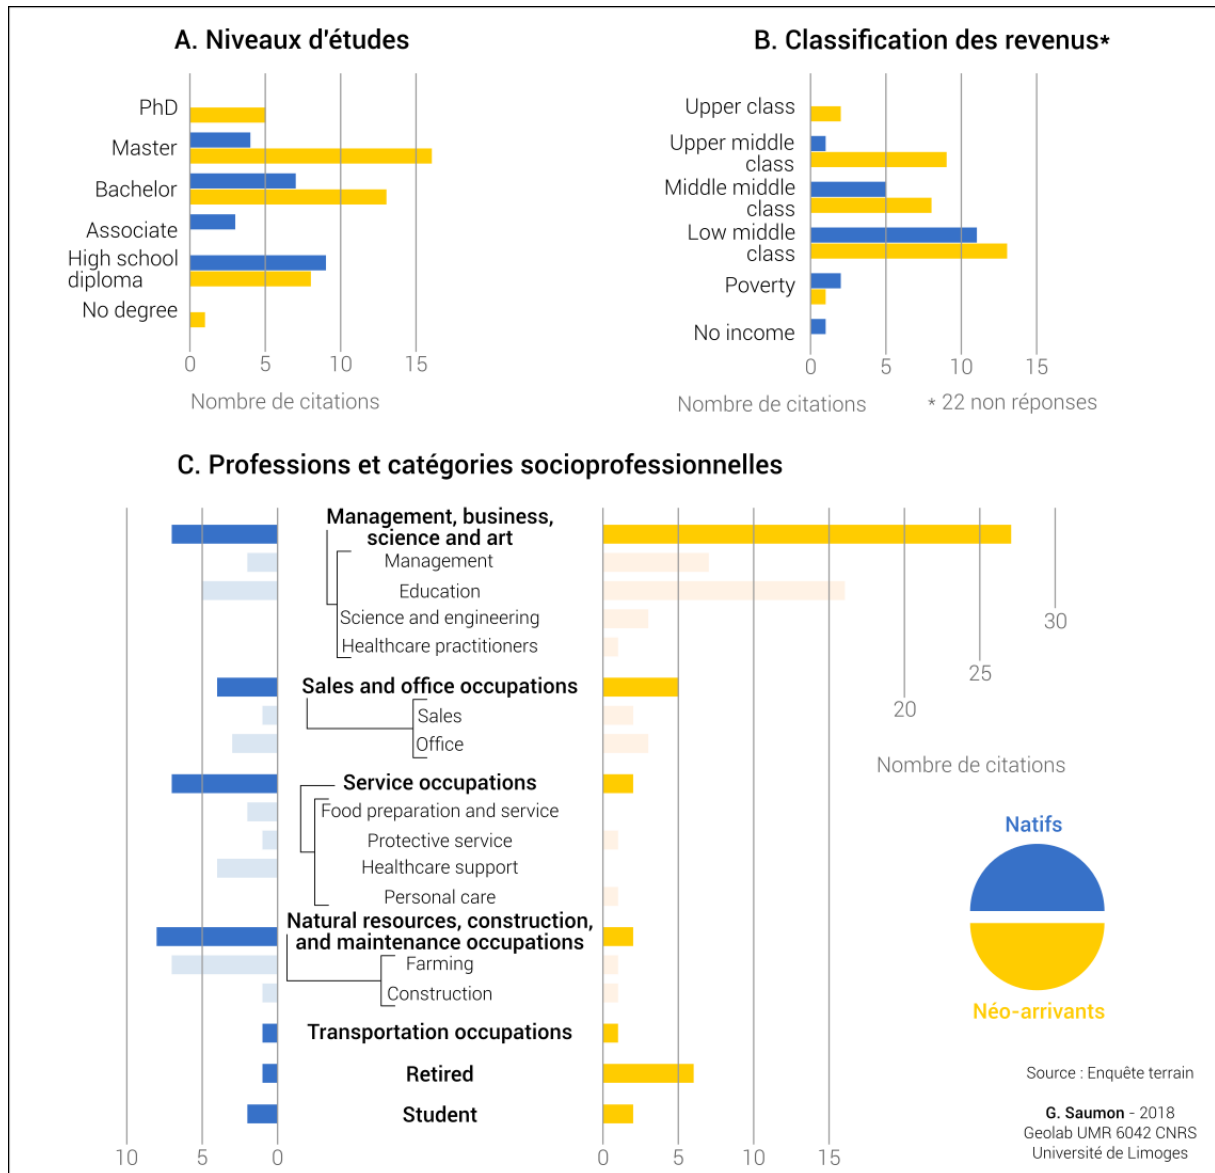 A. Niveaux d'études
PhD
Master
Bachelor
Associate
High school
diploma
No degree
0 5 10 15
Nombre de citations
B. Classification des revenus*
Upper class
Upper middle
class
Middle middle
class
Low middle
class
Poverty
No income
0 5 10 15
Nombre de citations
* 22 non réponses
C. Professions et catégories socioprofessionnelles
10 5 0
Management, business,
science and art
Management
Education
Science and engineering
Healthcare practitioners
Sales and office occupations
Sales
Office
Service occupations
Food preparation and service
Protective service
Healthcare support
Personal care
Natural resources, construction,
and maintenance occupations
Farming
Construction
Transportation occupations
Retired
Student
10 5 0
0 5 10 15
30
25
20
Nombre de citations
Natifs
Néo-arrivants
Source : Enquête terrain
G. Saumon - 2018
Geolab UMR 6042 CNRS
Université de Limoges